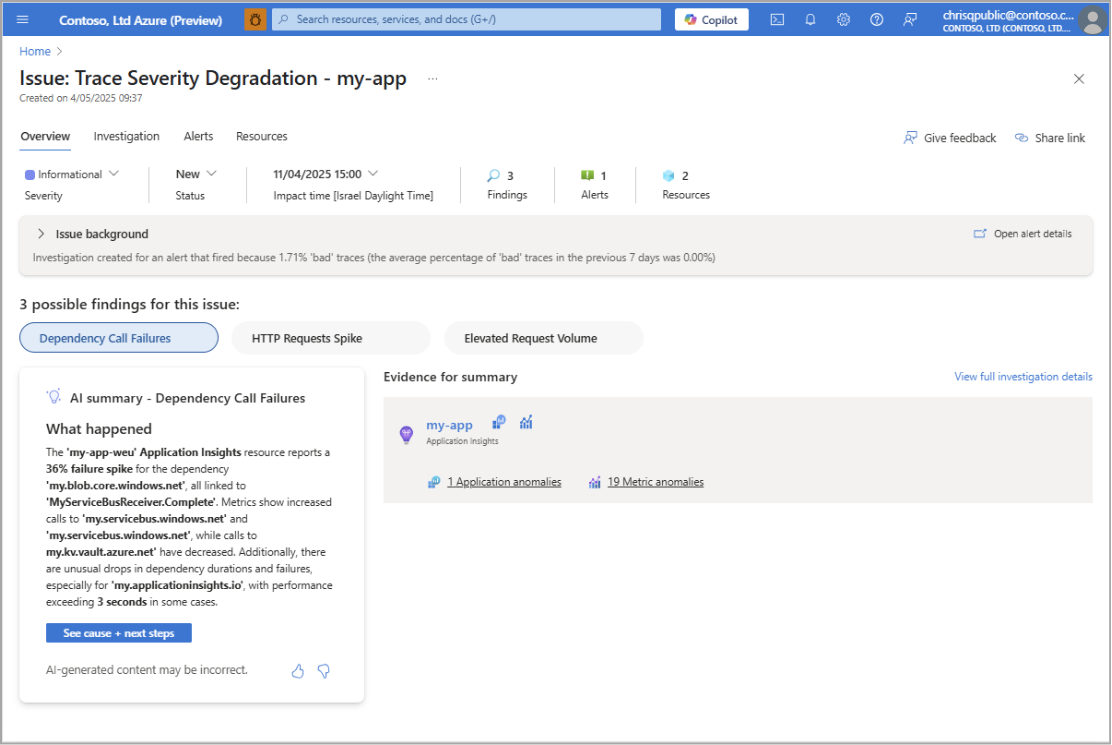 Contoso, Ltd Azure (Preview)
Search resources, services, and docs (G+/)
Copilot
chrisqpublic@contoso.c...
CONTOSO, LTD (CONTOSO, LTD....
Home >
Issue: Trace Severity Degradation - my-app ...
Created on 4/05/2025 09:37
Overview Investigation Alerts Resources
Give feedback Share link
Informational New 11/04/2025 15:00 3 1 2
Severity Status Impact time [Israel Daylight Time] Findings Alerts Resources
Issue background
Open alert details
Investigation created for an alert that fired because 1.71% 'bad' traces (the average percentage of 'bad' traces in the previous 7 days was 0.00%)
3 possible findings for this issue:
Dependency Call Failures HTTP Requests Spike Elevated Request Volume
AI summary - Dependency Call Failures
What happened
The 'my-app-weu' Application Insights resource reports a
36% failure spike for the dependency
'my.blob.core.windows.net', all linked to
'MyServiceBusReceiver.Complete'. Metrics show increased
calls to 'my.servicebus.windows.net' and
'my.servicebus.windows.net', while calls to
my.kv.vault.azure.net' have decreased. Additionally, there
are unusual drops in dependency durations and failures,
especially for 'my.applicationinsights.io', with performance
exceeding 3 seconds in some cases.
See cause + next steps
AI-generated content may be incorrect.
Evidence for summary
View full investigation details
my-app
Application Insights
1 Application anomalies 19 Metric anomalies